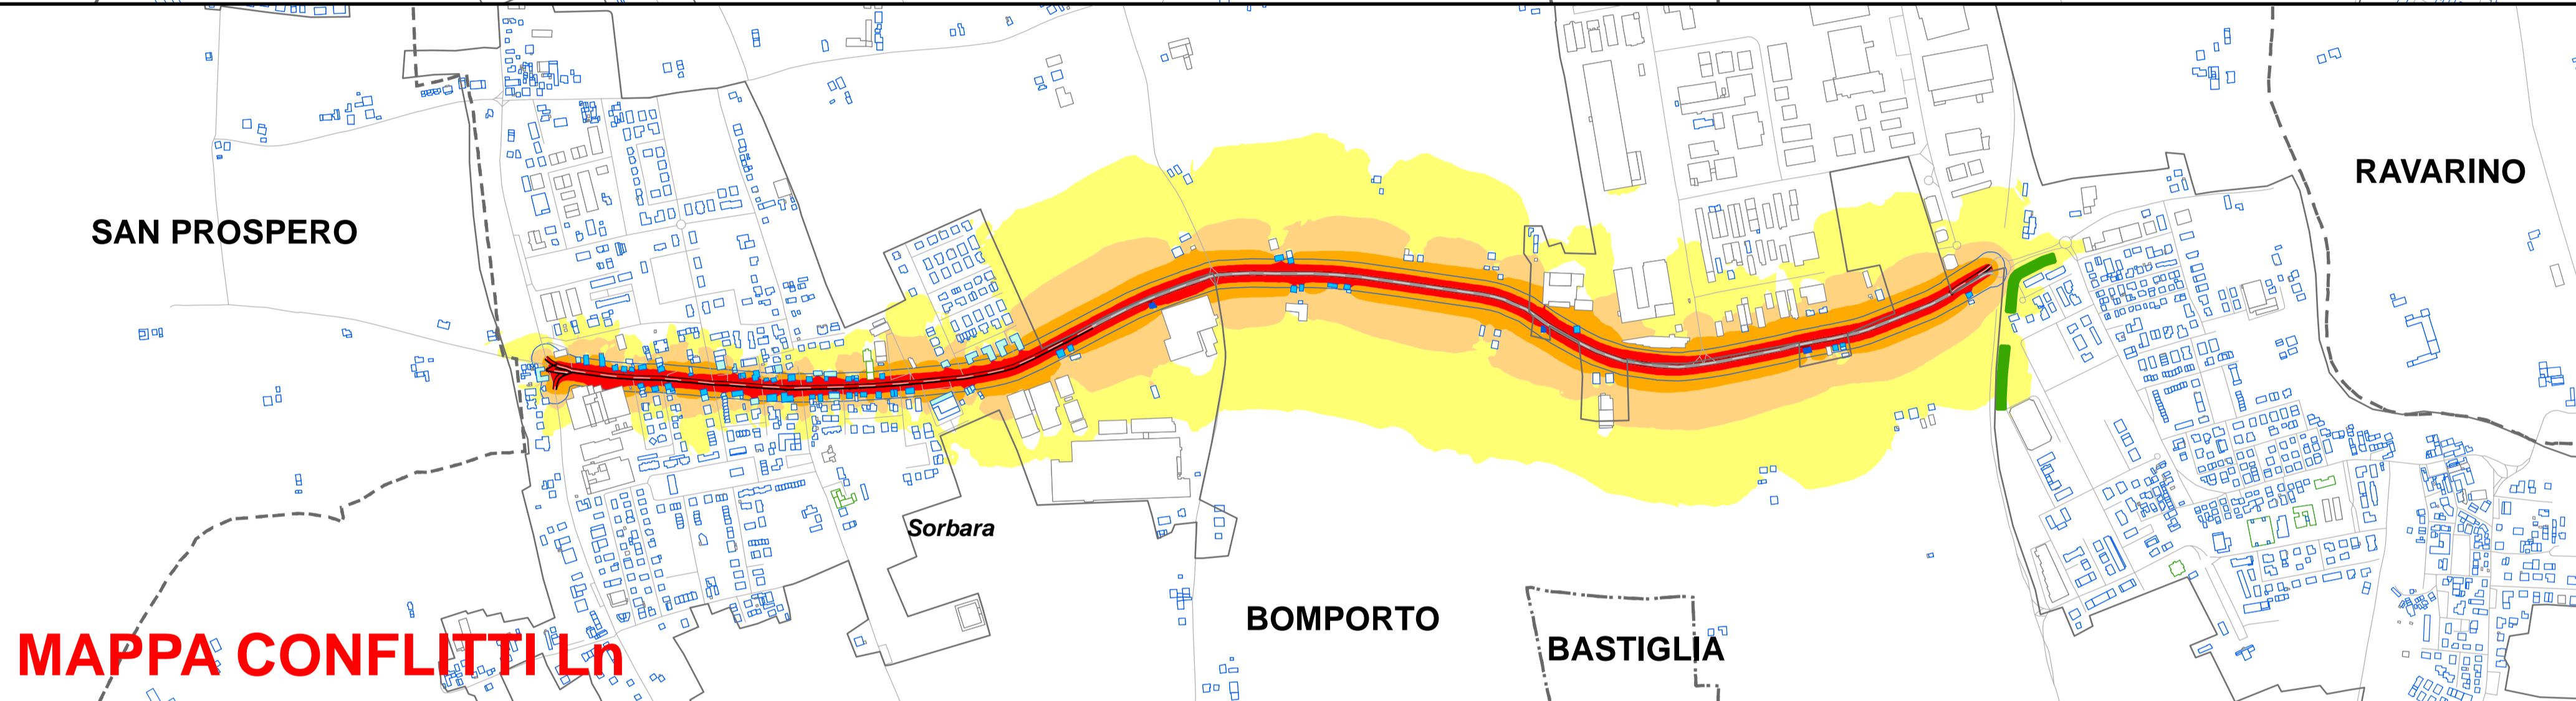 RAVARINO
SAN PROSPERO
Sorbara
BOMPORTO
BASTIGLIA
MAPPA CONFLITTI Ln